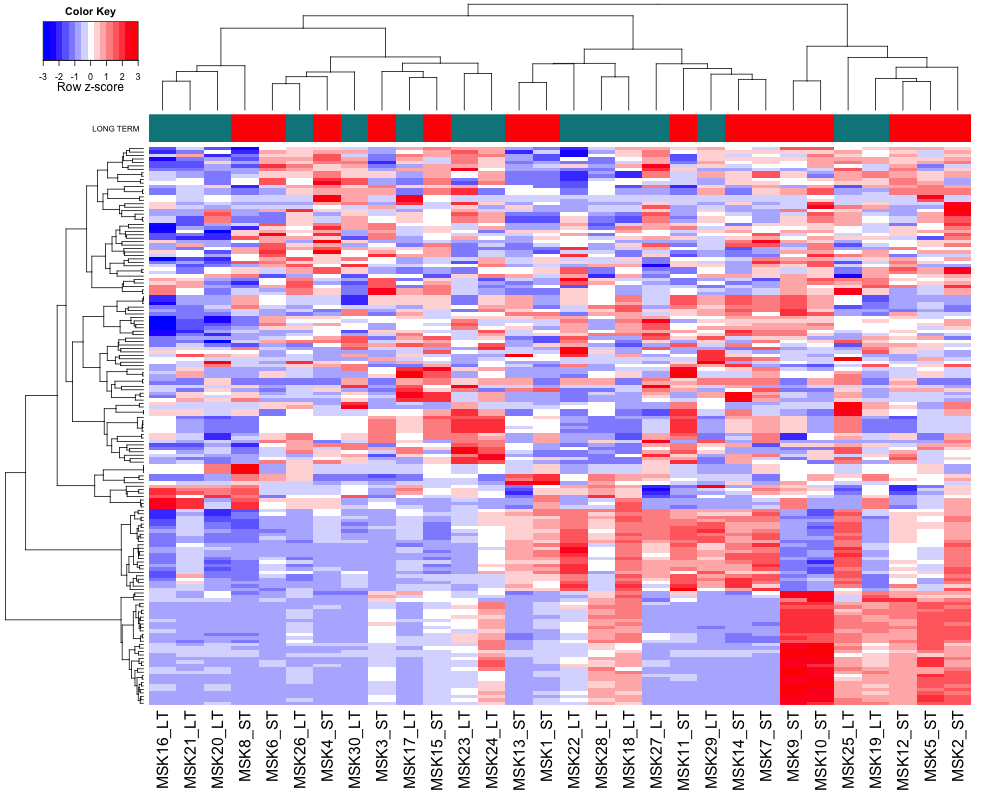 Color Key
-3 -2 -1 0 1 2 3
Row z-score
LONG TERM
MSK16_LT
MSK21_LT
MSK20_LT
MSK8_ST
MSK6_ST
MSK26_LT
MSK4_ST
MSK30_LT
MSK3_ST
MSK17_LT
MSK15_ST
MSK23_LT
MSK24_LT
MSK13_ST
MSK1_ST
MSK22_LT
MSK28_LT
MSK18_LT
MSK27_LT
MSK11_ST
MSK29_LT
MSK14_ST
MSK7_ST
MSK9_ST
MSK10_ST
MSK25_LT
MSK19_LT
MSK12_ST
MSK5_ST
MSK2_ST